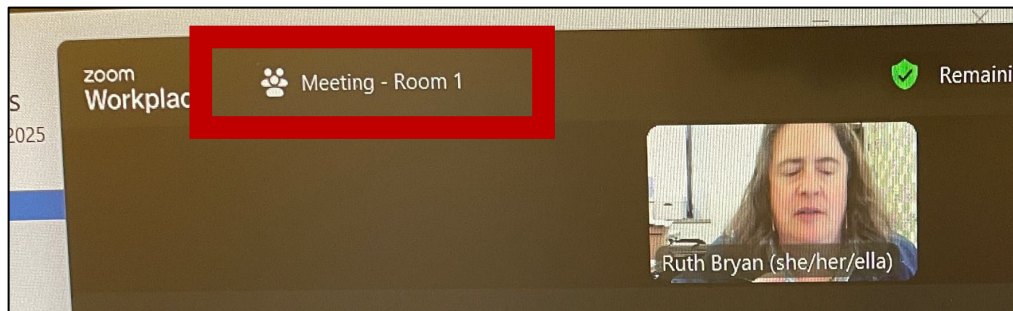 zoom
Workplac
Meeting - Room 1
Remaini
S
2025
Ruth Bryan (she/her/ella)